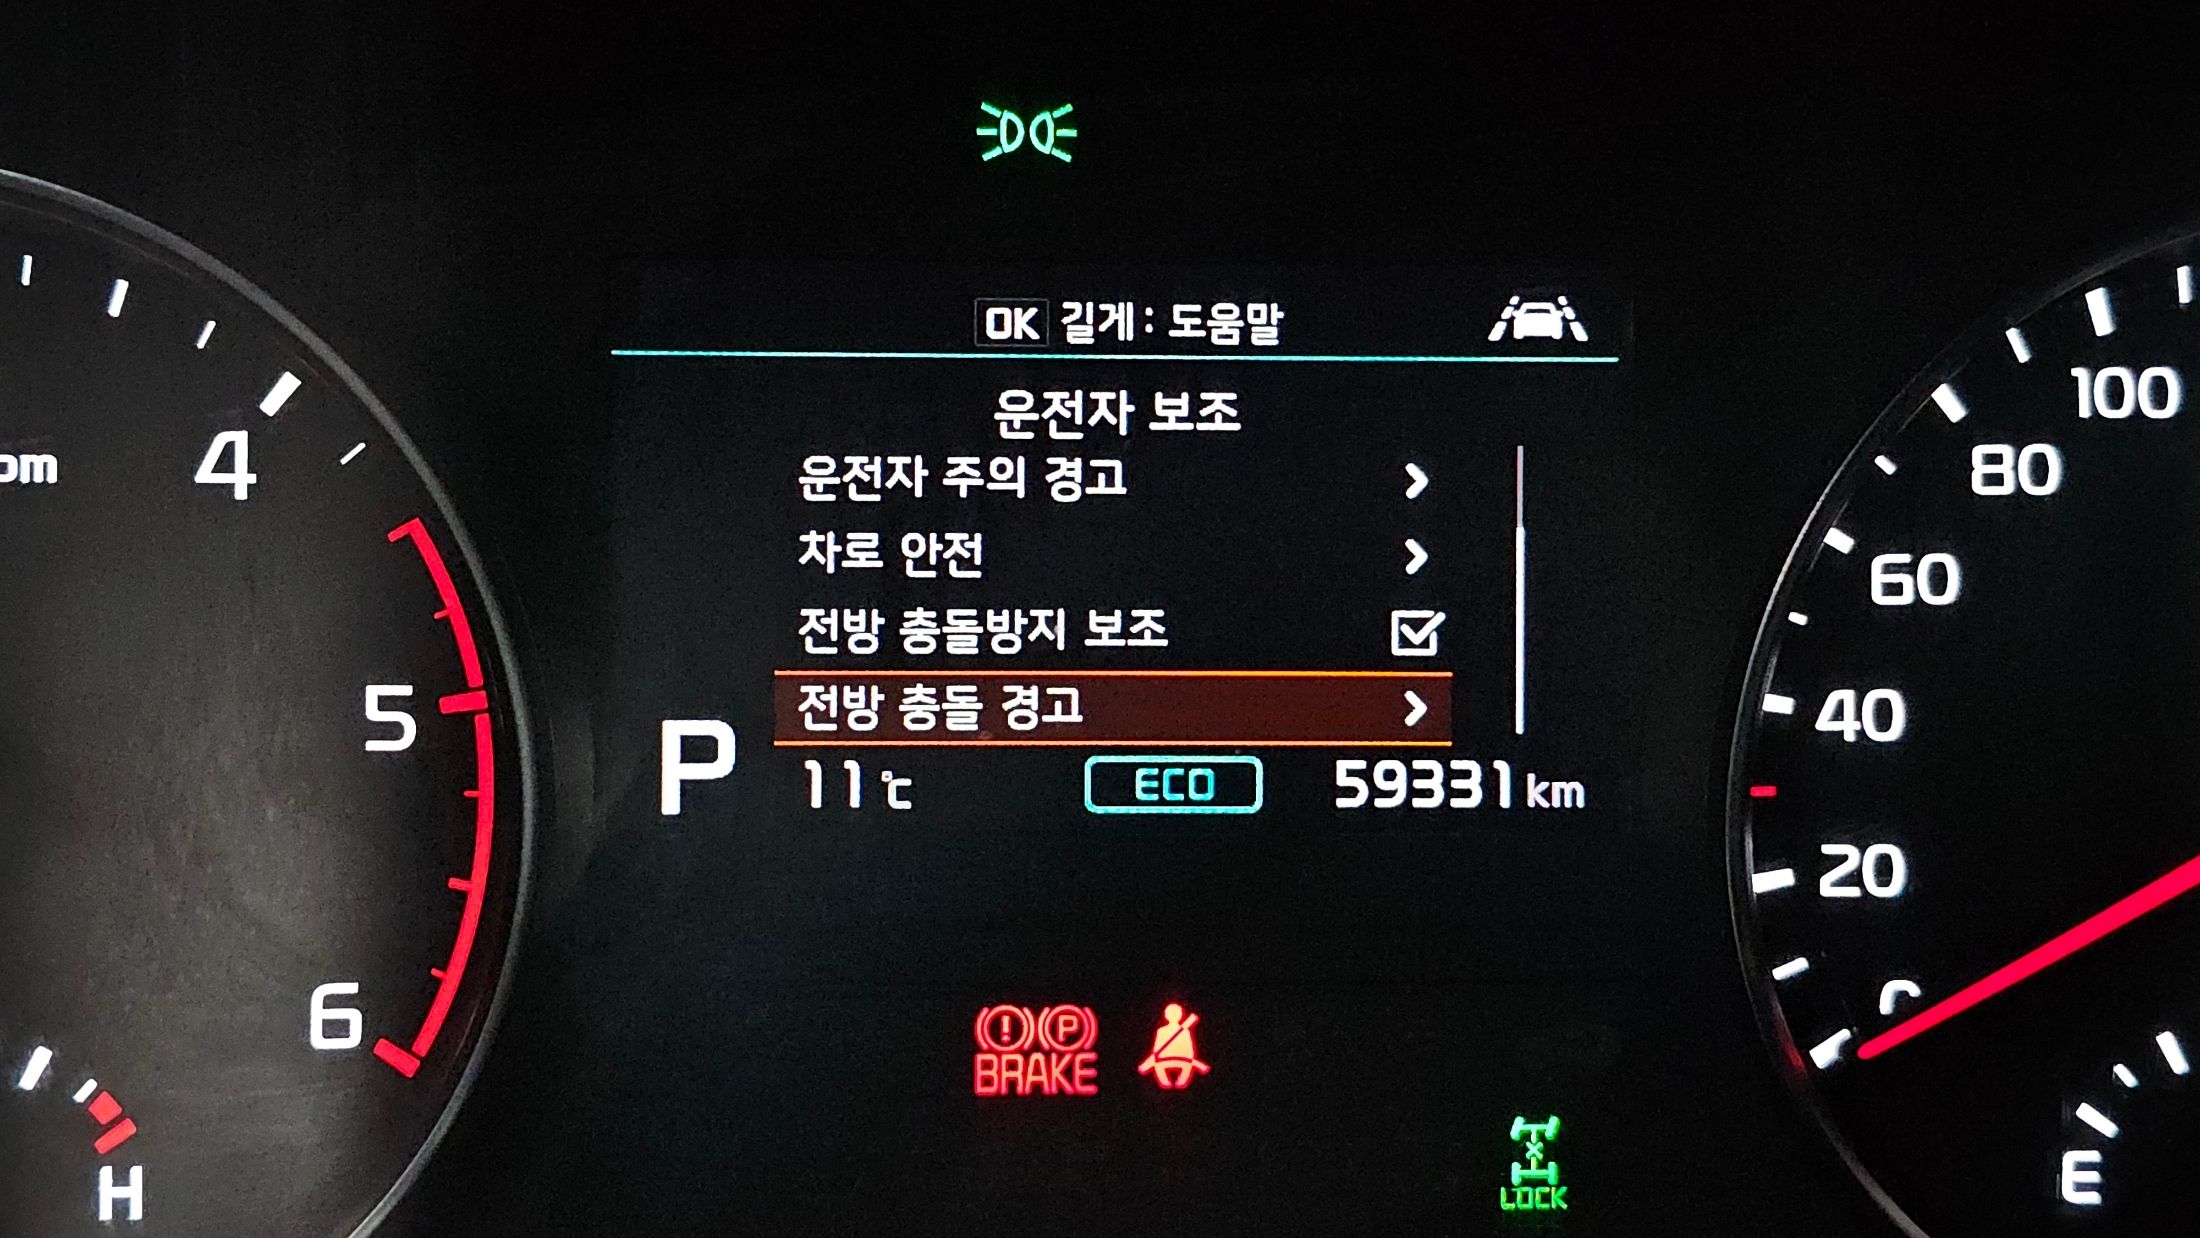 OK 길게: 도움말
운전자 보조
운전자 주의 경고
차로 안전
전방 충돌방지 보조
전방 충돌 경고
P
11℃ ECO 59331km
4
5
6
H
100
80
60
40
20
E
BRAKE
P
LOCK